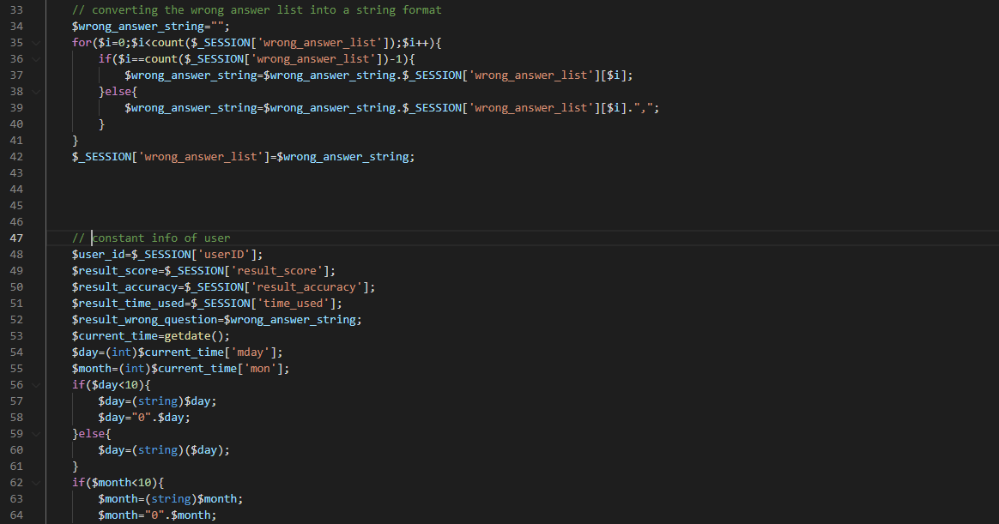 33 // converting the wrong answer list into a string format
34 $wrong_answer_string="";
35 for($i=0;$i<count($_SESSION['wrong_answer_list']);$i++){
36 if($i==count($_SESSION['wrong_answer_list'])-1){
37 $wrong_answer_string=$wrong_answer_string.$_SESSION['wrong_answer_list'][$i];
38 }else{
39 $wrong_answer_string=$wrong_answer_string.$_SESSION['wrong_answer_list'][$i].",";
40 }
41 }
42 $_SESSION['wrong_answer_list']=$wrong_answer_string;
43
44
45
46
47 // constant info of user
48 $user_id=$_SESSION['userID'];
49 $result_score=$_SESSION['result_score'];
50 $result_accuracy=$_SESSION['result_accuracy'];
51 $result_time_used=$_SESSION['time_used'];
52 $result_wrong_question=$wrong_answer_string;
53 $current_time=getdate();
54 $day=(int)$current_time['mday'];
55 $month=(int)$current_time['mon'];
56 if($day<10){
57 $day=(string)$day;
58 $day="0".$day;
59 }else{
60 $day=(string)($day);
61 }
62 if($month<10){
63 $month=(string)$month;
64 $month="0".$month;